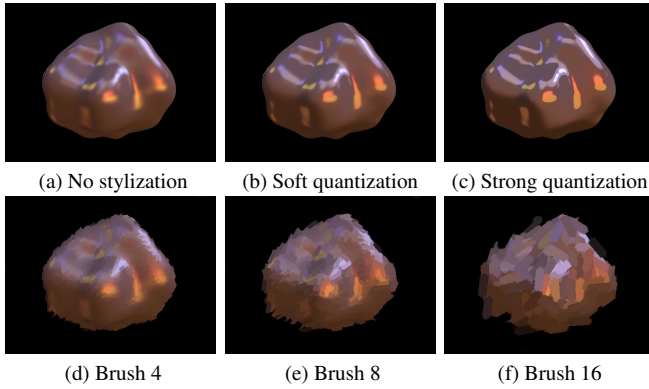 (a) No stylization
(b) Soft quantization
(c) Strong quantization
(d) Brush 4
(e) Brush 8
(f) Brush 16